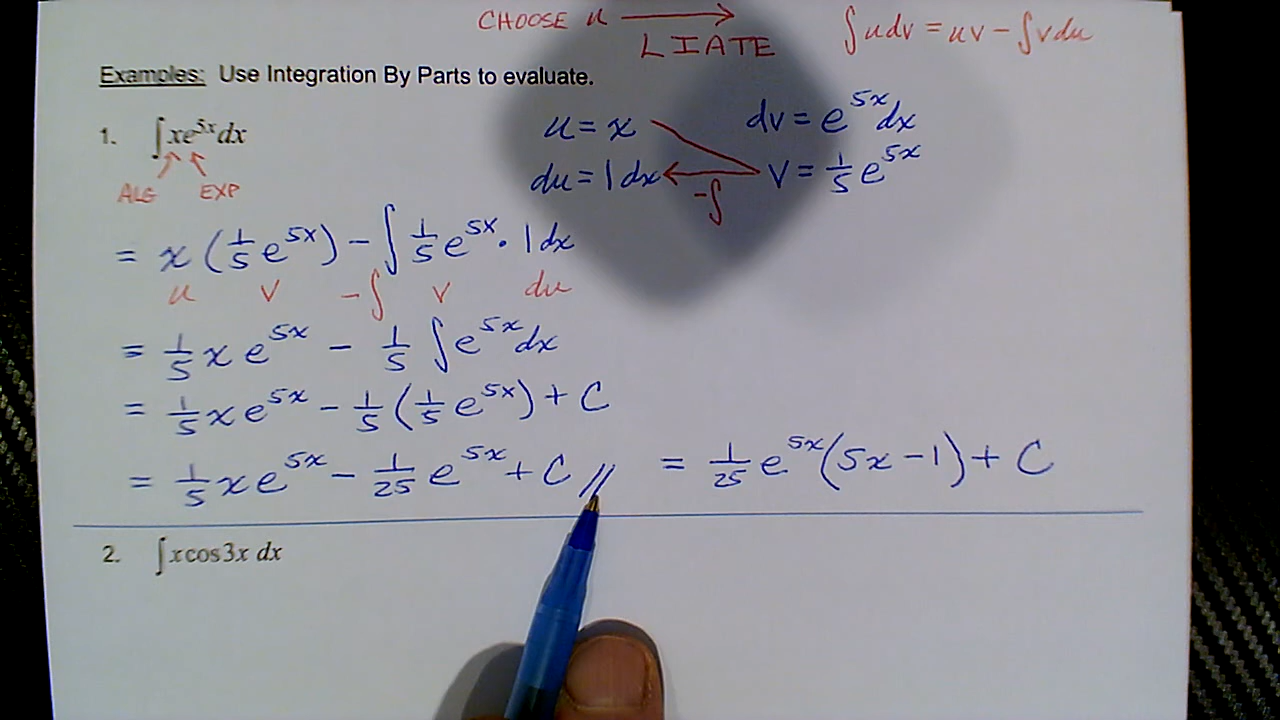 CHOOSE u ⟶ ∫udv = uv − ∫vdu
LIATE
Examples: Use Integration By Parts to evaluate.
1. ∫xe^{5x}dx
u = x dv = e^{5x}dx
du = 1dx v = 1/5 e^{5x}
−∫
ALG EXP
= x(1/5 e^{5x}) − ∫1/5 e^{5x} · 1dx
u v −∫ v du
= 1/5 x e^{5x} − 1/5 ∫e^{5x}dx
= 1/5 x e^{5x} − 1/5(1/5 e^{5x}) + C
= 1/5 x e^{5x} − 1/25 e^{5x} + C // = 1/25 e^{5x}(5x − 1) + C
2. ∫x cos3x dx